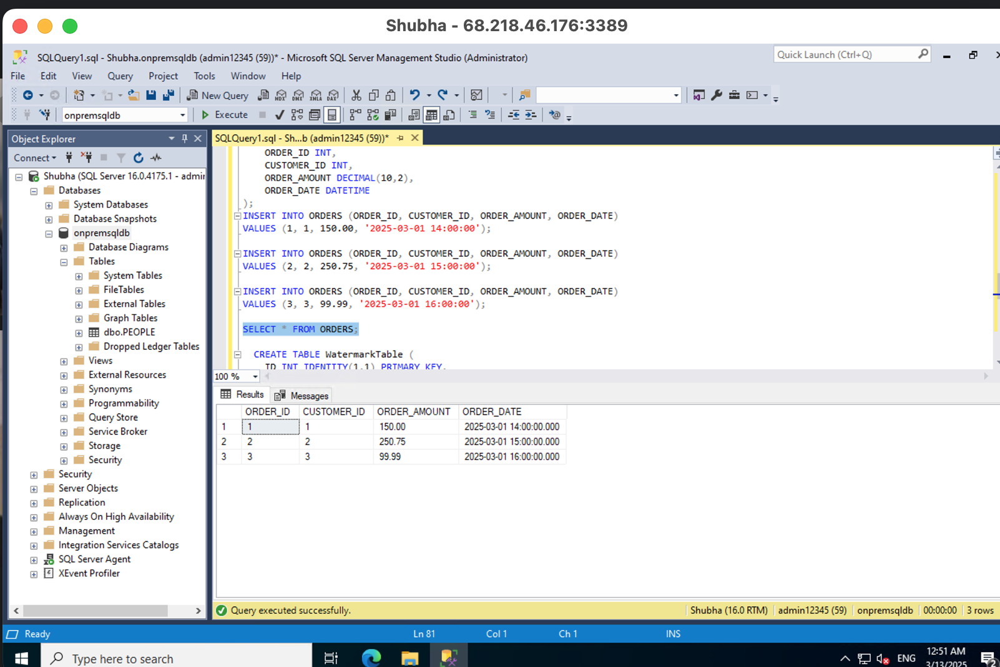 Shubha - 68.218.46.176:3389
SQLQuery1.sql - Shubha.onpremsqldb (admin12345 (59))* - Microsoft SQL Server Management Studio (Administrator)
Quick Launch (Ctrl+Q)
File Edit View Query Project Tools Window Help
New Query MDX DMX XMLA DAX
onpremsqldb Execute
Object Explorer
SQLQuery1.sql - Sh...b (admin12345 (59))*
Connect
Shubha (SQL Server 16.0.4175.1 - admir
Databases
System Databases
Database Snapshots
onpremsqldb
Database Diagrams
Tables
System Tables
FileTables
External Tables
Graph Tables
dbo.PEOPLE
Dropped Ledger Tables
Views
External Resources
Synonyms
Programmability
Query Store
Service Broker
Storage
Security
Security
Server Objects
Replication
Always On High Availability
Management
Integration Services Catalogs
SQL Server Agent
XEvent Profiler
ORDER_ID INT,
CUSTOMER_ID INT,
ORDER_AMOUNT DECIMAL(10,2),
ORDER_DATE DATETIME
);
INSERT INTO ORDERS (ORDER_ID, CUSTOMER_ID, ORDER_AMOUNT, ORDER_DATE)
VALUES (1, 1, 150.00, '2025-03-01 14:00:00');
INSERT INTO ORDERS (ORDER_ID, CUSTOMER_ID, ORDER_AMOUNT, ORDER_DATE)
VALUES (2, 2, 250.75, '2025-03-01 15:00:00');
INSERT INTO ORDERS (ORDER_ID, CUSTOMER_ID, ORDER_AMOUNT, ORDER_DATE)
VALUES (3, 3, 99.99, '2025-03-01 16:00:00');
SELECT * FROM ORDERS;
CREATE TABLE WatermarkTable (
ID INT IDENTITY(1,1) PRIMARY KEY,
100 %
Results Messages
ORDER_ID CUSTOMER_ID ORDER_AMOUNT ORDER_DATE
1 1 1 150.00 2025-03-01 14:00:00.000
2 2 2 250.75 2025-03-01 15:00:00.000
3 3 3 99.99 2025-03-01 16:00:00.000
Query executed successfully. Shubha (16.0 RTM) admin12345 (59) onpremsqldb 00:00:00 3 rows
Ready Ln 81 Col 1 Ch 1 INS
Type here to search
ENG
12:51 AM
3/13/2025
2